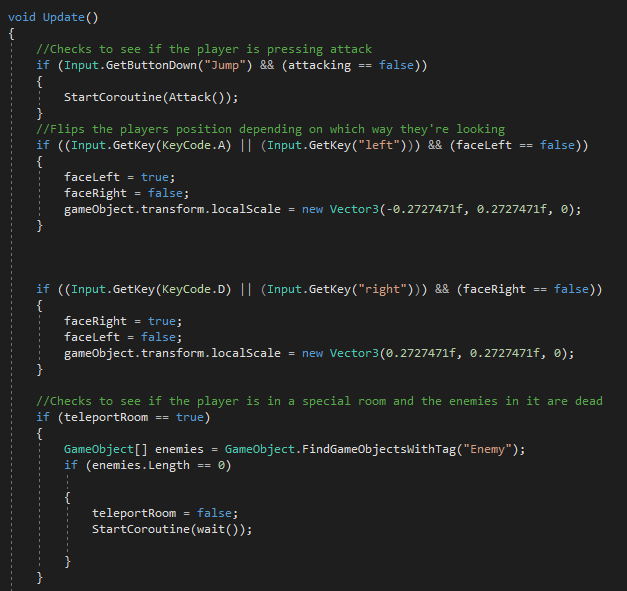 void Update()
{
//Checks to see if the player is pressing attack
if (Input.GetButtonDown("Jump") && (attacking == false))
{
StartCoroutine(Attack());
}
//Flips the players position depending on which way they're looking
if ((Input.GetKey(KeyCode.A) || (Input.GetKey("left"))) && (faceLeft == false))
{
faceLeft = true;
faceRight = false;
gameObject.transform.localScale = new Vector3(-0.2727471f, 0.2727471f, 0);
}
if ((Input.GetKey(KeyCode.D) || (Input.GetKey("right"))) && (faceRight == false))
{
faceRight = true;
faceLeft = false;
gameObject.transform.localScale = new Vector3(0.2727471f, 0.2727471f, 0);
}
//Checks to see if the player is in a special room and the enemies in it are dead
if (teleportRoom == true)
{
GameObject[] enemies = GameObject.FindGameObjectsWithTag("Enemy");
if (enemies.Length == 0)
{
teleportRoom = false;
StartCoroutine(wait());
}
}